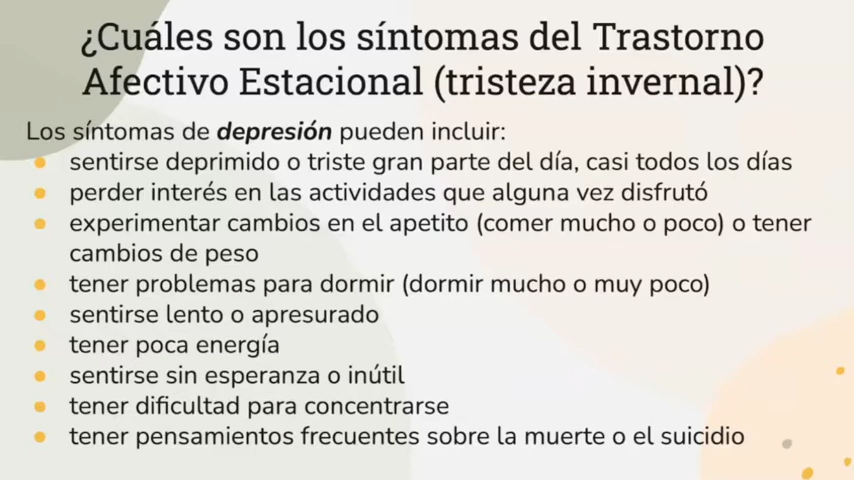 ¿Cuáles son los síntomas del Trastorno
Afectivo Estacional (tristeza invernal)?
Los síntomas de depresión pueden incluir:
sentirse deprimido o triste gran parte del día, casi todos los días
perder interés en las actividades que alguna vez disfrutó
experimentar cambios en el apetito (comer mucho o poco) o tener
cambios de peso
tener problemas para dormir (dormir mucho o muy poco)
sentirse lento o apresurado
tener poca energía
sentirse sin esperanza o inútil
tener dificultad para concentrarse
tener pensamientos frecuentes sobre la muerte o el suicidio